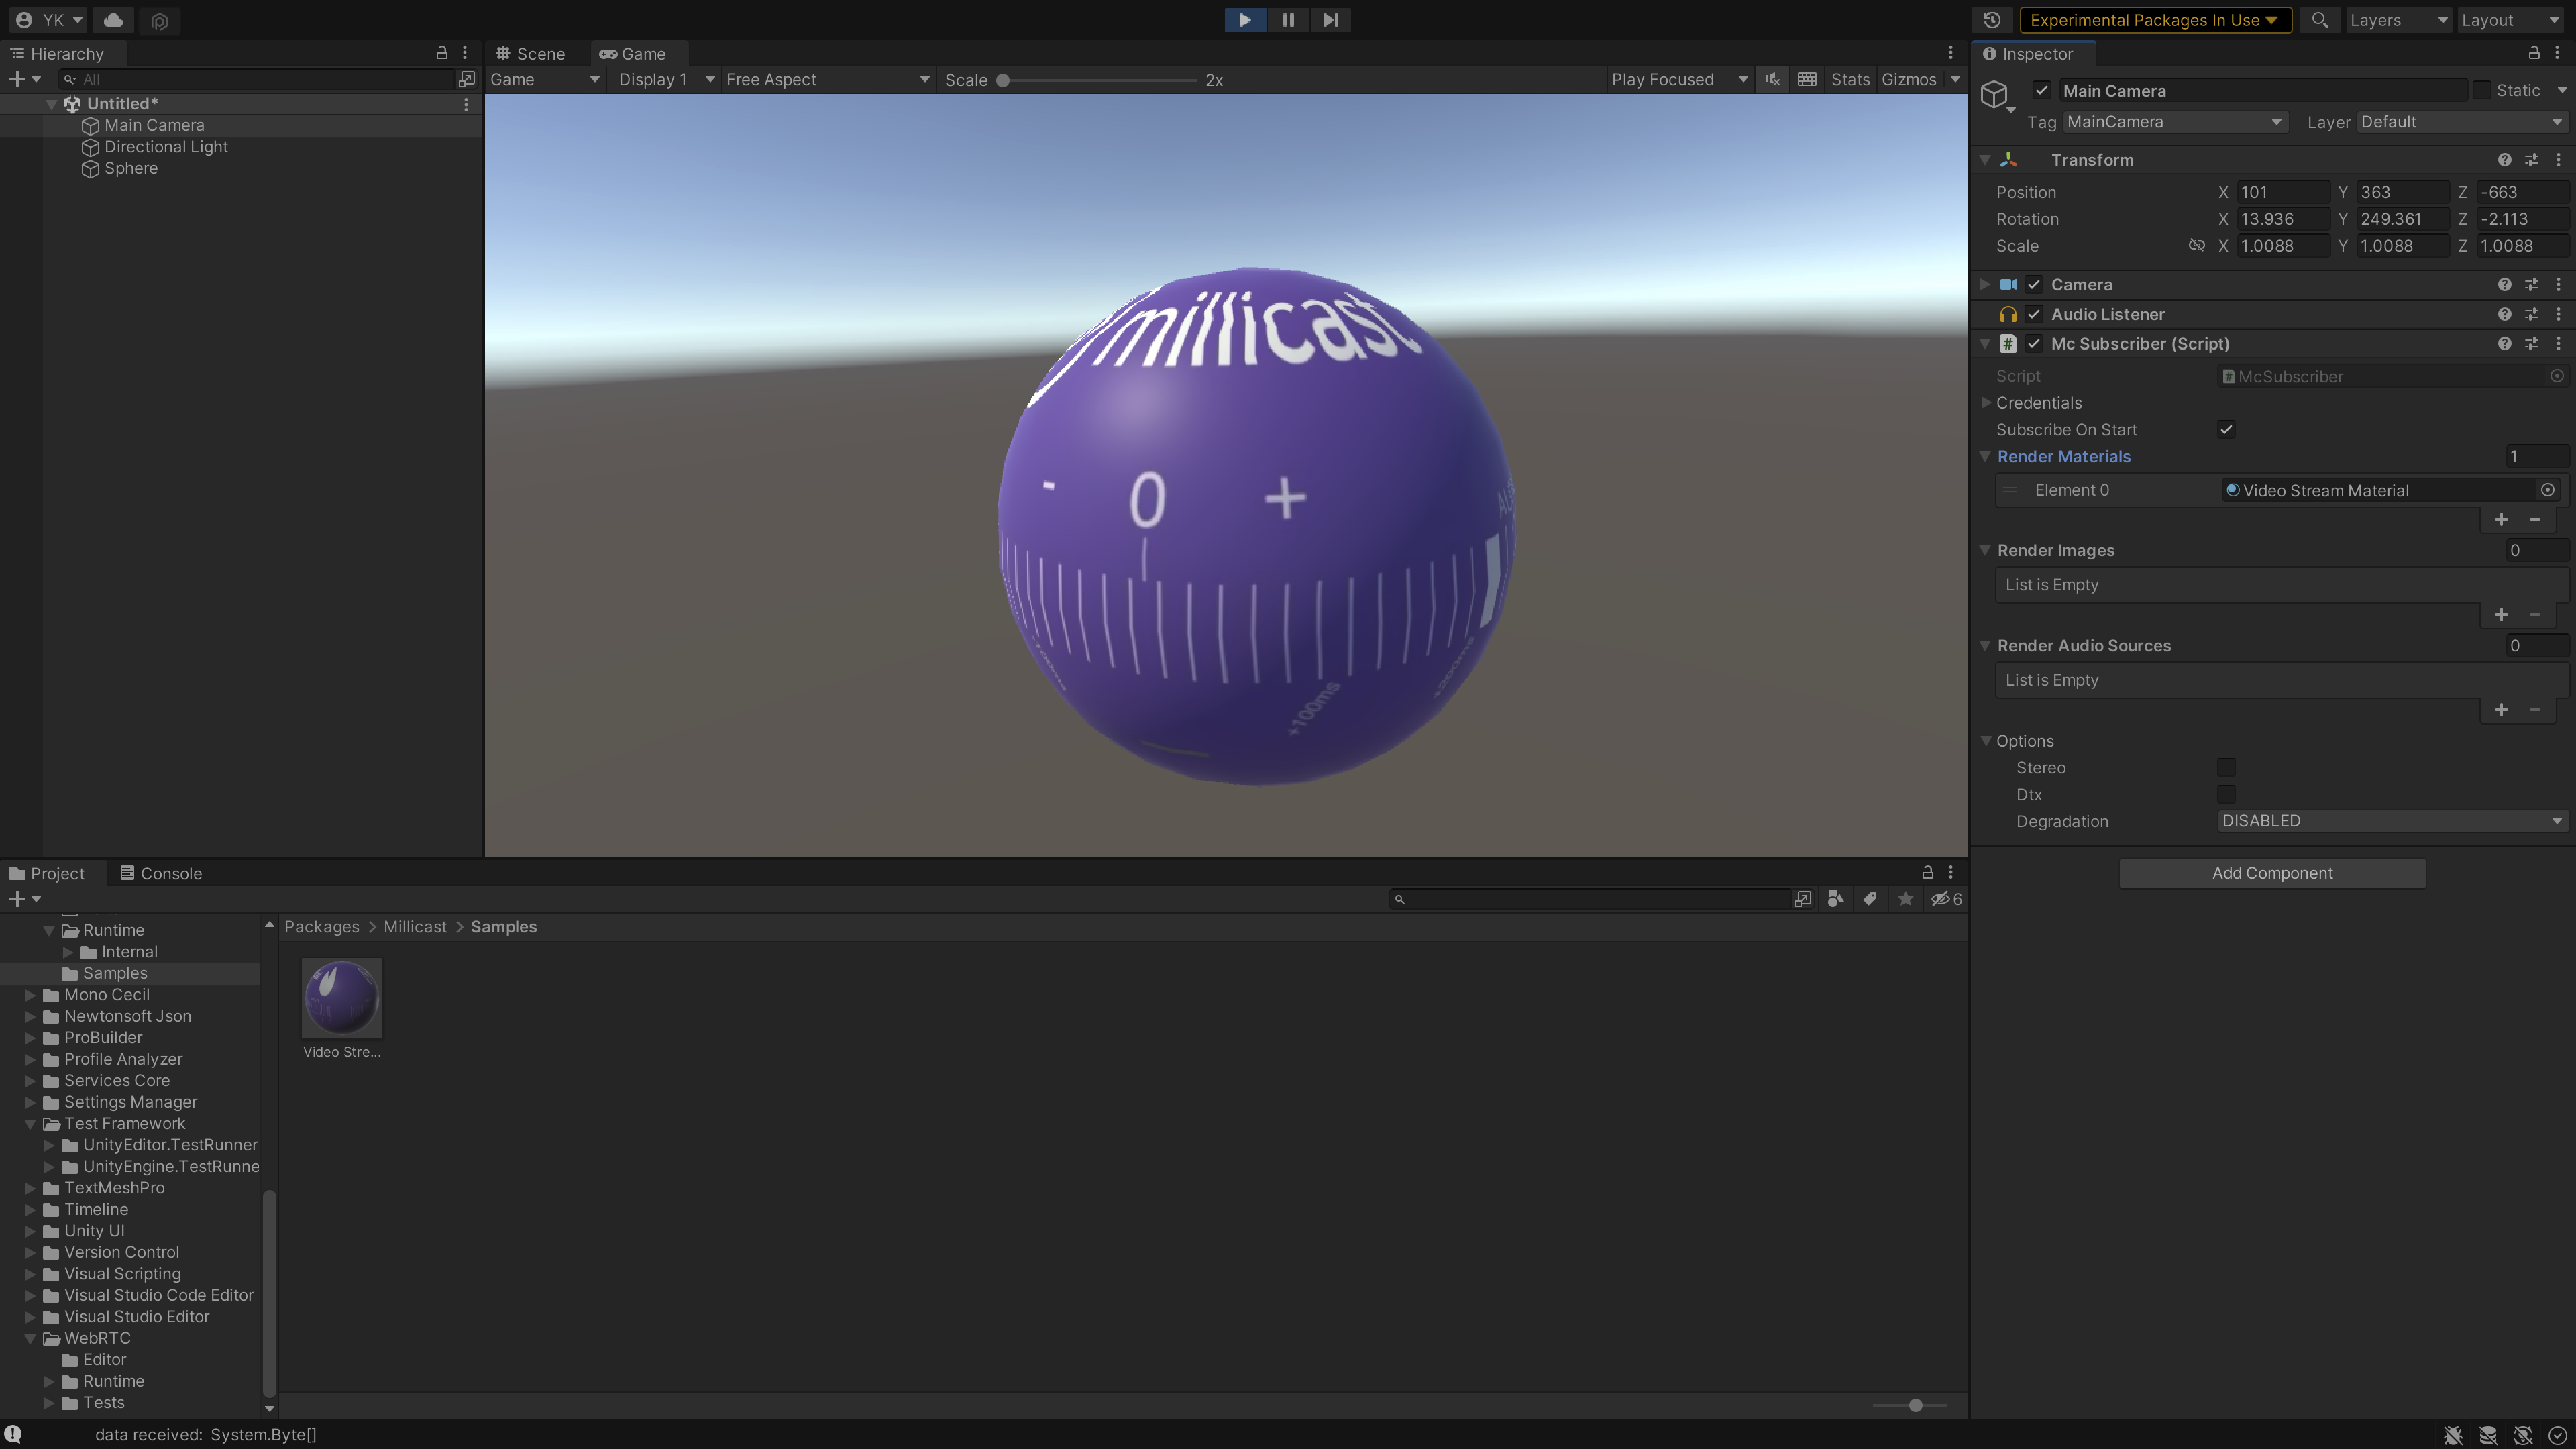 YK
Experimental Packages In Use
Layers
Layout
Hierarchy
All
Untitled*
Main Camera
Directional Light
Sphere
Scene
Game
Game
Display 1
Free Aspect
Scale
2x
Play Focused
Stats
Gizmos
millicast
- 0 +
+100ms
Inspector
Main Camera
Static
Tag MainCamera
Layer Default
Transform
Position X 101 Y 363 Z -663
Rotation X 13.936 Y 249.361 Z -2.113
Scale X 1.0088 Y 1.0088 Z 1.0088
Camera
Audio Listener
# Mc Subscriber (Script)
Script McSubscriber
Credentials
Subscribe On Start
Render Materials 1
Element 0 Video Stream Material
+ -
Render Images 0
List is Empty
+ -
Render Audio Sources 0
List is Empty
+ -
Options
Stereo
Dtx
Degradation DISABLED
Add Component
Project
Console
6
Runtime
Internal
Samples
Mono Cecil
Newtonsoft Json
ProBuilder
Profile Analyzer
Services Core
Settings Manager
Test Framework
UnityEditor.TestRunner
UnityEngine.TestRunne
TextMeshPro
Timeline
Unity UI
Version Control
Visual Scripting
Visual Studio Code Editor
Visual Studio Editor
WebRTC
Editor
Runtime
Tests
Packages > Millicast > Samples
Video Stre...
data received: System.Byte[]